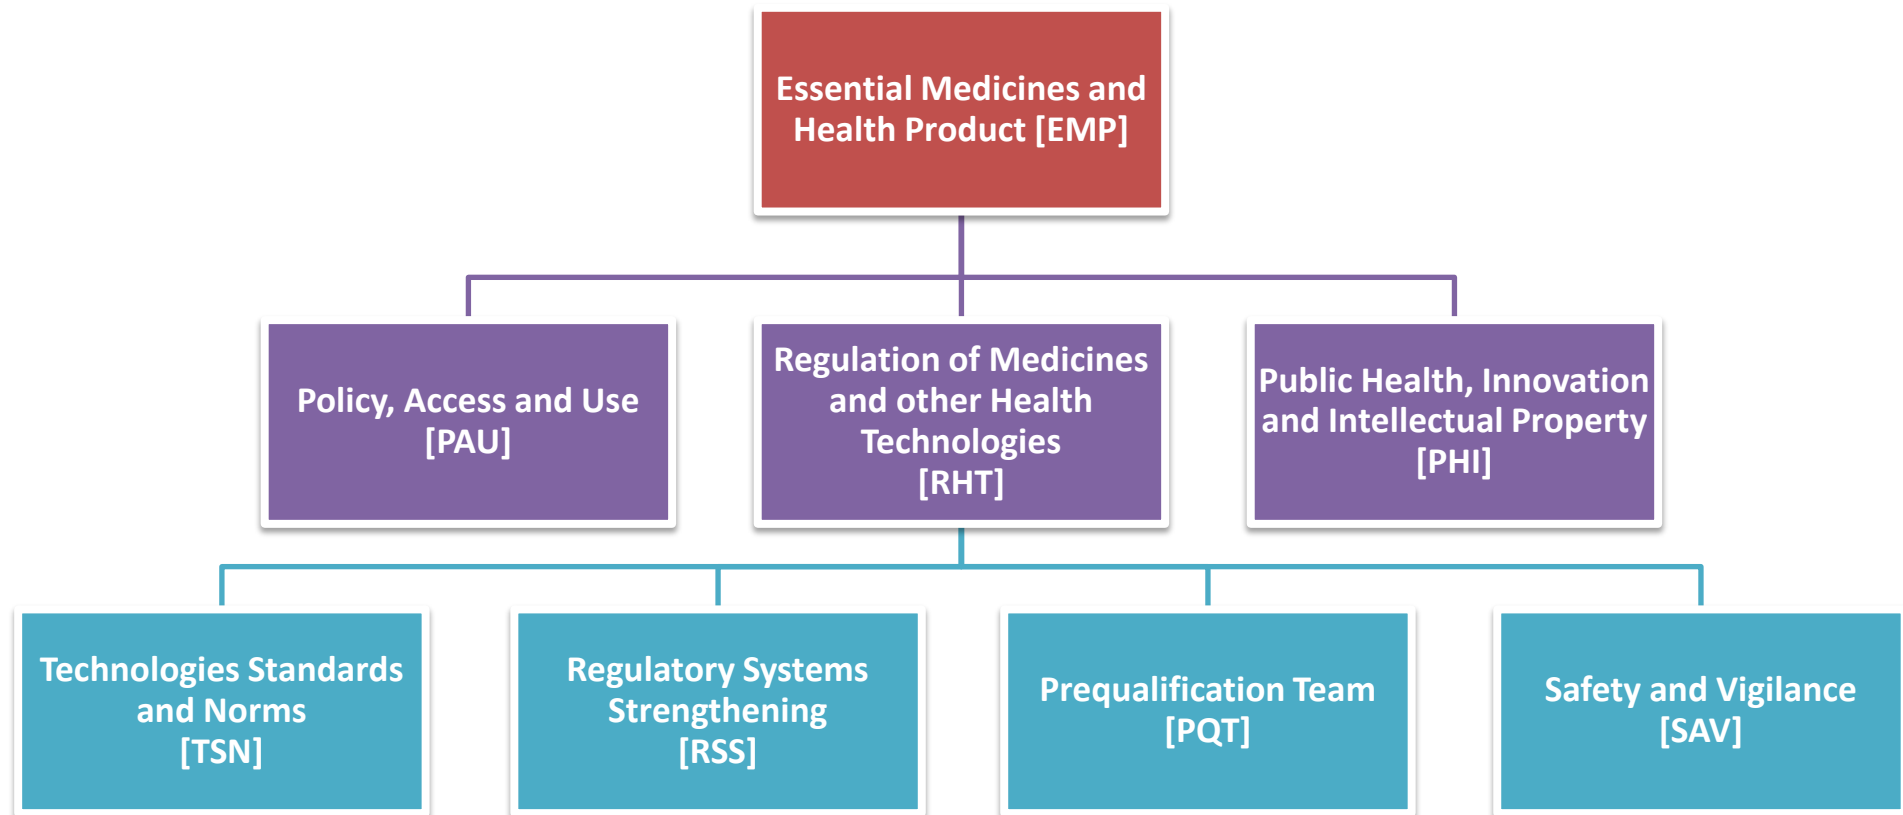 Essential Medicines and
Health Product [EMP]
Policy, Access and Use
[PAU]
Regulation of Medicines
and other Health
Technologies
[RHT]
Public Health, Innovation
and Intellectual Property
[PHI]
Technologies Standards
and Norms
[TSN]
Regulatory Systems
Strengthening
[RSS]
Prequalification Team
[PQT]
Safety and Vigilance
[SAV]